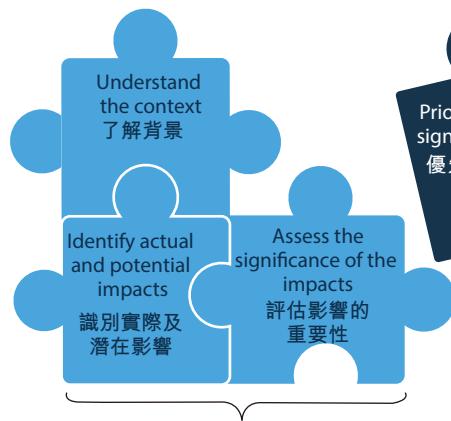 Understand
the context
了解背景
Identify actual
and potential
impacts
識別實際及
潛在影響
Assess the
significance of the
impacts
評估影響的
重要性